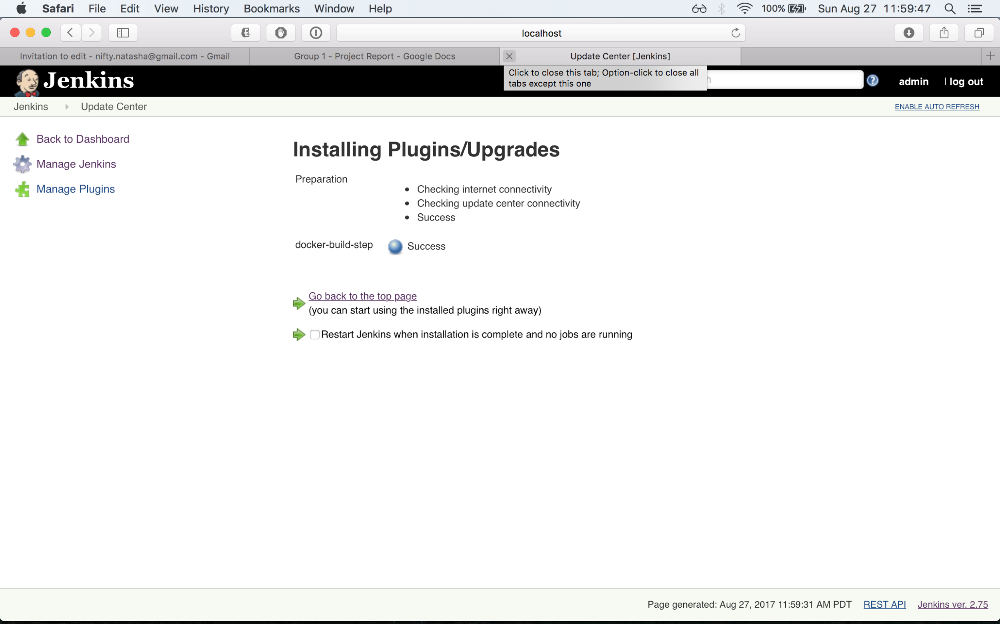 Safari File Edit View History Bookmarks Window Help 100% Sun Aug 27 11:59:47
localhost
Invitation to edit - nifty.natasha@gmail.com - Gmail Group 1 - Project Report - Google Docs Update Center [Jenkins]
Click to close this tab; Option-click to close all
tabs except this one
Jenkins admin | log out
Jenkins Update Center ENABLE AUTO REFRESH
Back to Dashboard
Manage Jenkins
Manage Plugins
Installing Plugins/Upgrades
Preparation
• Checking internet connectivity
• Checking update center connectivity
• Success
docker-build-step Success
Go back to the top page
(you can start using the installed plugins right away)
Restart Jenkins when installation is complete and no jobs are running
Page generated: Aug 27, 2017 11:59:31 AM PDT REST API Jenkins ver. 2.75